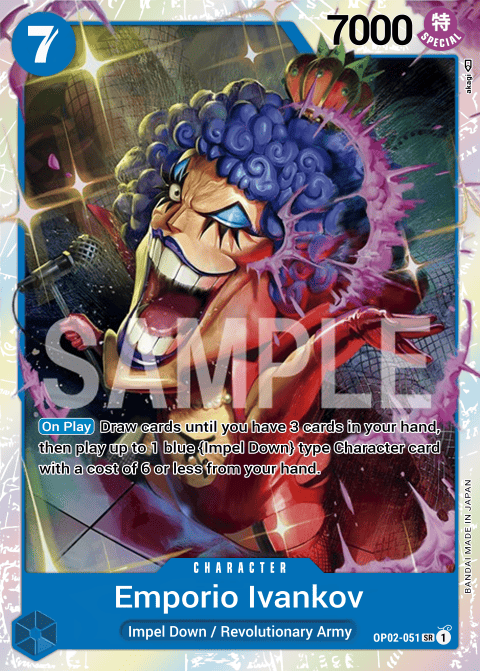 7
7000
特
SPECIAL
akagi
SAMPLE
On Play Draw cards until you have 3 cards in your hand,
then play up to 1 blue {Impel Down} type Character card
with a cost of 6 or less from your hand.
BANDAI MADE IN JAPAN
CHARACTER
Emporio Ivankov
Impel Down / Revolutionary Army
OP02-051 SR 1